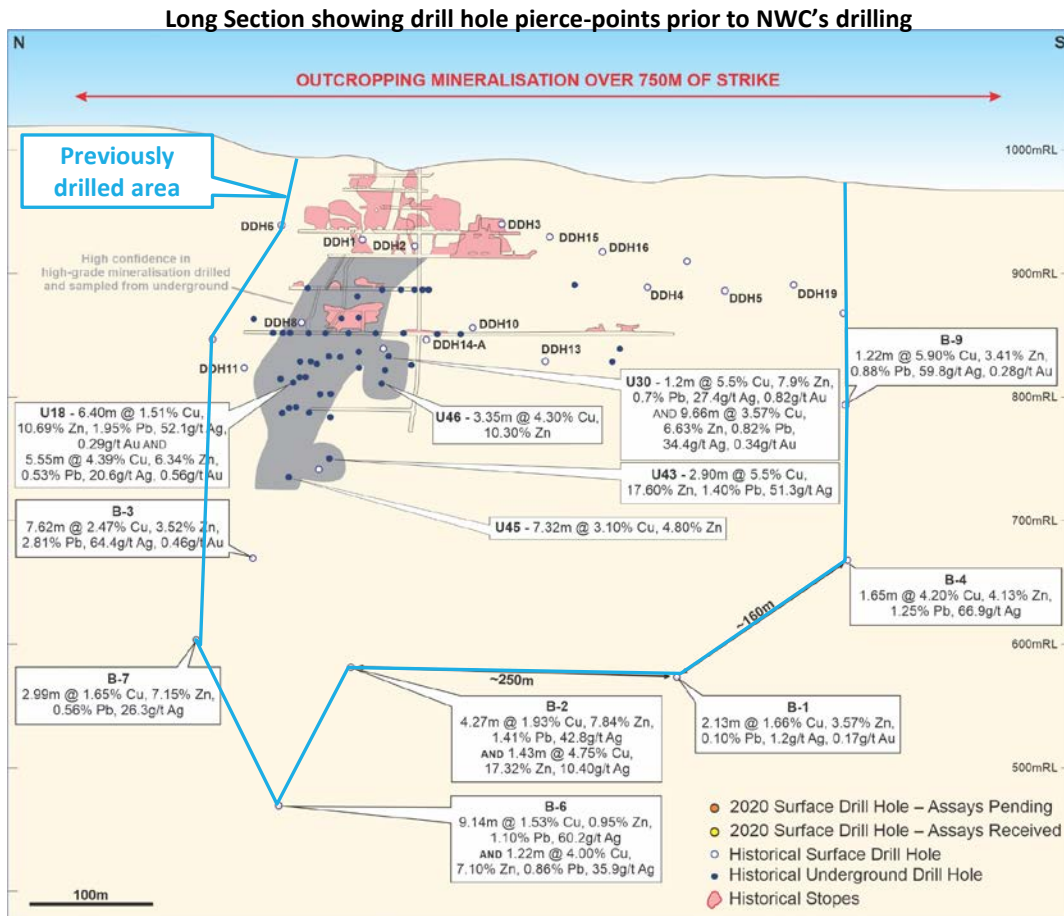 Long Section showing drill hole pierce-points prior to NWC's drilling
N
S
OUTCROPPING MINERALISATION OVER 750M OF STRIKE
1000mRL
Previously
drilled area
DDH6
DDH1
DDH2
DDH3
DDH15
DDH16
High confidence in
high-grade mineralisation drilled
and sampled from underground
900mRL
DDH4
DDH5
DDH19
DDH8
DDH10
DDH14-A
DDH13
DDH11
B-9
1.22m @ 5.90% Cu, 3.41% Zn,
0.88% Pb, 59.8g/t Ag, 0.28g/t Au
800mRL
U30 - 1.2m @ 5.5% Cu, 7.9% Zn,
0.7% Pb, 27.4g/t Ag, 0.82g/t Au
AND 9.66m @ 3.57% Cu,
6.63% Zn, 0.82% Pb,
34.4g/t Ag, 0.34g/t Au
U18 - 6.40m @ 1.51% Cu,
10.69% Zn, 1.95% Pb, 52.1g/t Ag,
0.29g/t Au AND
5.55m @ 4.39% Cu, 6.34% Zn,
0.53% Pb, 20.6g/t Ag, 0.56g/t Au
U46 - 3.35m @ 4.30% Cu,
10.30% Zn
U43 - 2.90m @ 5.5% Cu,
17.60% Zn, 1.40% Pb, 51.3g/t Ag
B-3
7.62m @ 2.47% Cu, 3.52% Zn,
2.81% Pb, 64.4g/t Ag, 0.46g/t Au
U45 - 7.32m @ 3.10% Cu, 4.80% Zn
700mRL
B-4
1.65m @ 4.20% Cu, 4.13% Zn,
1.25% Pb, 66.9g/t Ag
~160m
600mRL
B-7
2.99m @ 1.65% Cu, 7.15% Zn,
0.56% Pb, 26.3g/t Ag
~250m
B-2
4.27m @ 1.93% Cu, 7.84% Zn,
1.41% Pb, 42.8g/t Ag
AND 1.43m @ 4.75% Cu,
17.32% Zn, 10.40g/t Ag
B-1
2.13m @ 1.66% Cu, 3.57% Zn,
0.10% Pb, 1.2g/t Ag, 0.17g/t Au
500mRL
B-6
9.14m @ 1.53% Cu, 0.95% Zn,
1.10% Pb, 60.2g/t Ag
AND 1.22m @ 4.00% Cu,
7.10% Zn, 0.86% Pb, 35.9g/t Ag
2020 Surface Drill Hole – Assays Pending
2020 Surface Drill Hole – Assays Received
Historical Surface Drill Hole
Historical Underground Drill Hole
Historical Stopes
100m